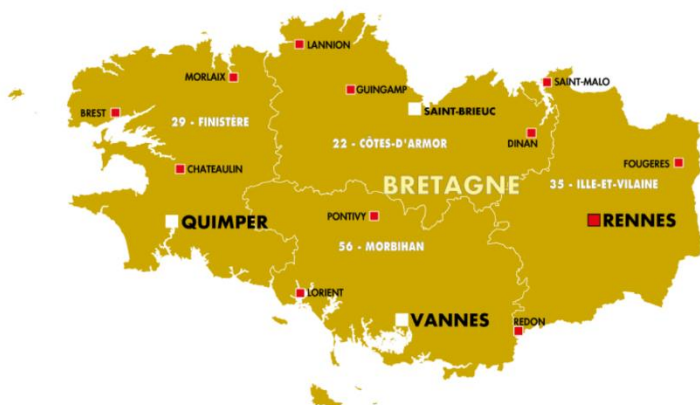 LANNION
MORLAIX
SAINT-MALO
GUINGAMP
BREST
SAINT-BRIEUC
29 - FINISTÈRE
22 - CÔTES-D'ARMOR
DINAN
CHATEAULIN
FOUGERES
BRETAGNE
35 - ILLE-ET-VILAINE
QUIMPER
PONTIVY
RENNES
56 - MORBIHAN
LORIENT
VANNES
REDON